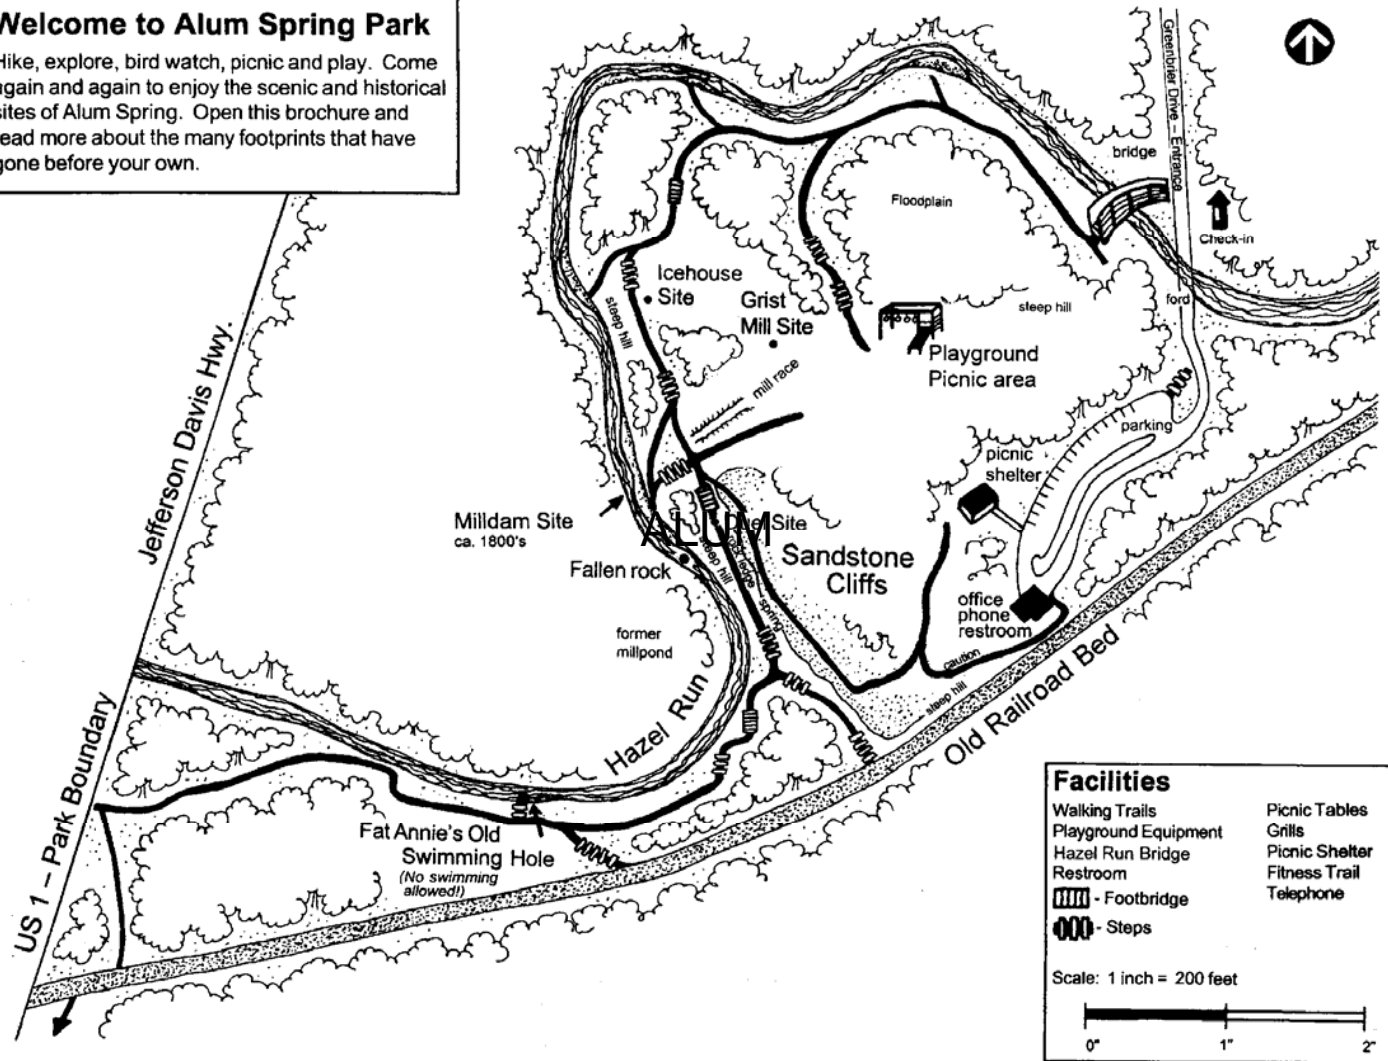 Welcome to Alum Spring Park
Hike, explore, bird watch, picnic and play. Come
again and again to enjoy the scenic and historical
sites of Alum Spring. Open this brochure and
read more about the many footprints that have
gone before your own.
Greenbrier Drive – Entrance
bridge
Check-in
Floodplain
ford
steep hill
Icehouse
Site
Grist
Mill Site
steep hill
Playground
Picnic area
mill race
parking
picnic
shelter
Jefferson Davis Hwy.
Milldam Site
ca. 1800's
ALUM
Site
Sandstone
Cliffs
Fallen rock
steep hill
ledge
spring
office
phone
restroom
former
millpond
caution
steep hill
Old Railroad Bed
Hazel Run
US 1 – Park Boundary
Fat Annie's Old
Swimming Hole
(No swimming
allowed!)
Facilities
Walking Trails
Playground Equipment
Hazel Run Bridge
Restroom
- Footbridge
- Steps
Picnic Tables
Grills
Picnic Shelter
Fitness Trail
Telephone
Scale: 1 inch = 200 feet
0" 1" 2"